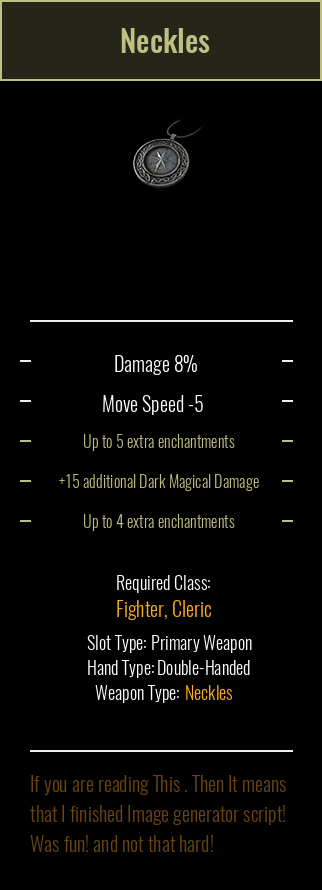 Neckles
Damage 8%
Move Speed -5
Up to 5 extra enchantments
+15 additional Dark Magical Damage
Up to 4 extra enchantments
Required Class:
Fighter, Cleric
Slot Type: Primary Weapon
Hand Type: Double-Handed
Weapon Type: Neckles
If you are reading This . Then It means
that I finished Image generator script!
Was fun! and not that hard!